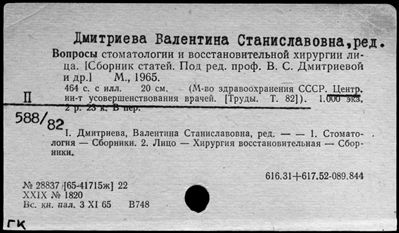 Дмитриева Валентина Станиславовна, ред.
Вопросы стоматологии и восстановительной хирургии ли-
ца. [Сборник статей. Под ред. проф. В. С. Дмитриевой
и др.] М., 1965.
464 с. с илл. 20 см. (М-во здравоохранения СССР. Центр.
ин-т усовершенствования врачей. [Труды. Т. 82]). 1.000 экз.
2 р. 23 к. В пер.
II
588/82
I. Дмитриева, Валентина Станиславовна, ред. — — 1. Стомато-
логия — Сборники. 2. Лицо — Хирургия восстановительная — Сбор-
ники.
616.31+617.52-089.844
№ 28837 [65-41715ж] 22
XXIX № 1820
Вс. кн. пал. 3 XI 65 В748
ГК